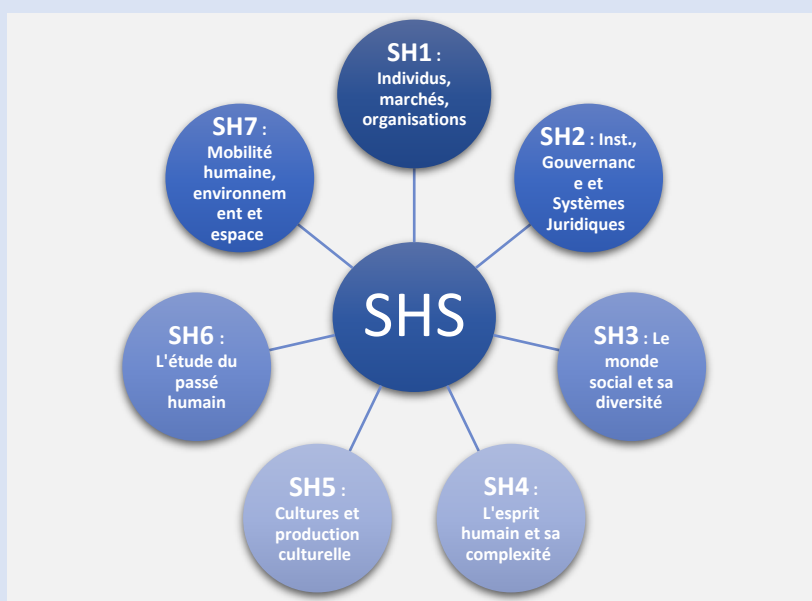 SH1 :
Individus,
marchés,
organisations
SH2 : Inst.,
Gouvernanc
e et
Systèmes
Juridiques
SH3 : Le
monde
social et sa
diversité
SH4 :
L'esprit
humain et sa
complexité
SH5 :
Cultures et
production
culturelle
SH6 :
L'étude du
passé
humain
SH7 :
Mobilité
humaine,
environnem
ent et
espace
SHS